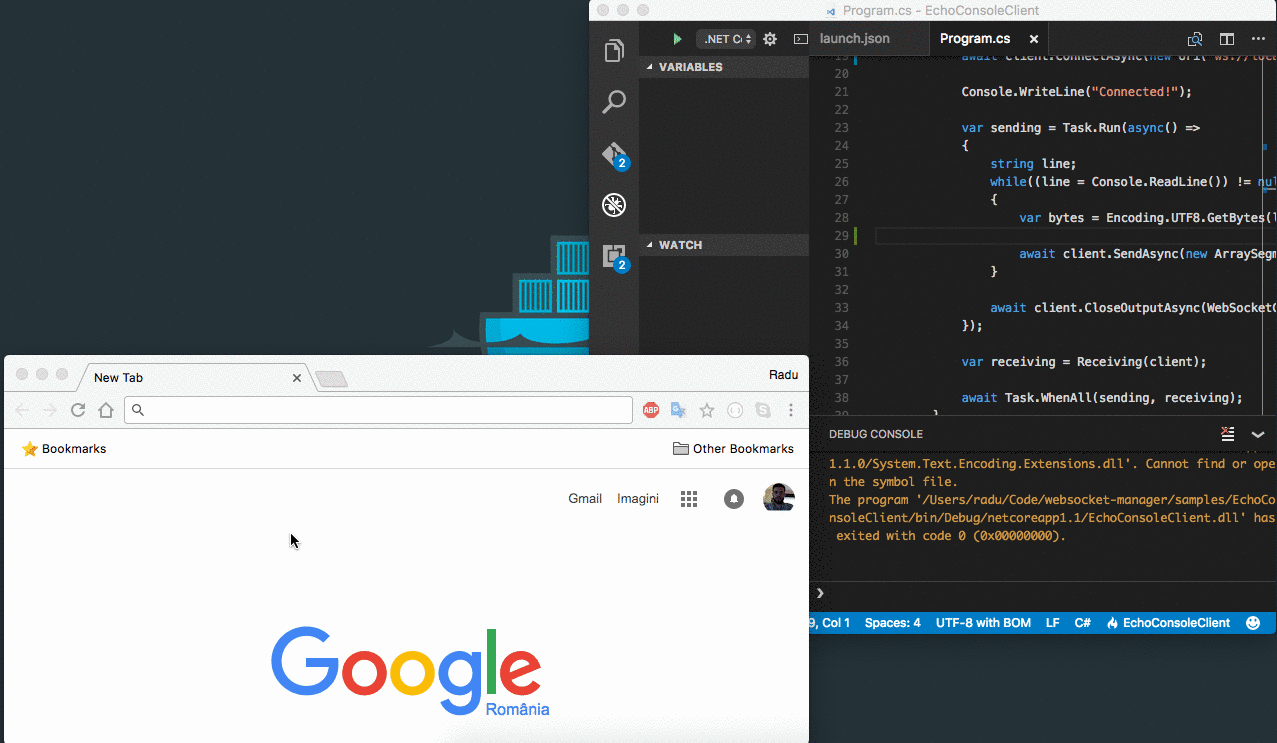 Program.cs - EchoConsoleClient
.NET Co
launch.json
Program.cs
VARIABLES
WATCH
2
2
19 await client.ConnectAsync(new Uri("ws://loca
20
21 Console.WriteLine("Connected!");
22
23 var sending = Task.Run(async() =>
24 {
25 string line;
26 while((line = Console.ReadLine()) != nul
27 {
28 var bytes = Encoding.UTF8.GetBytes(l
29
30 await client.SendAsync(new ArraySegm
31 }
32
33 await client.CloseOutputAsync(WebSocketC
34 });
35
36 var receiving = Receiving(client);
37
38 await Task.WhenAll(sending, receiving);
39 }
DEBUG CONSOLE
1.1.0/System.Text.Encoding.Extensions.dll'. Cannot find or ope
n the symbol file.
The program '/Users/radu/Code/websocket-manager/samples/EchoCo
nsoleClient/bin/Debug/netcoreapp1.1/EchoConsoleClient.dll' has
exited with code 0 (0x00000000).
9, Col 1 Spaces: 4 UTF-8 with BOM LF C# EchoConsoleClient
New Tab
Radu
ABP
Bookmarks
Other Bookmarks
Gmail Imagini
Google
România